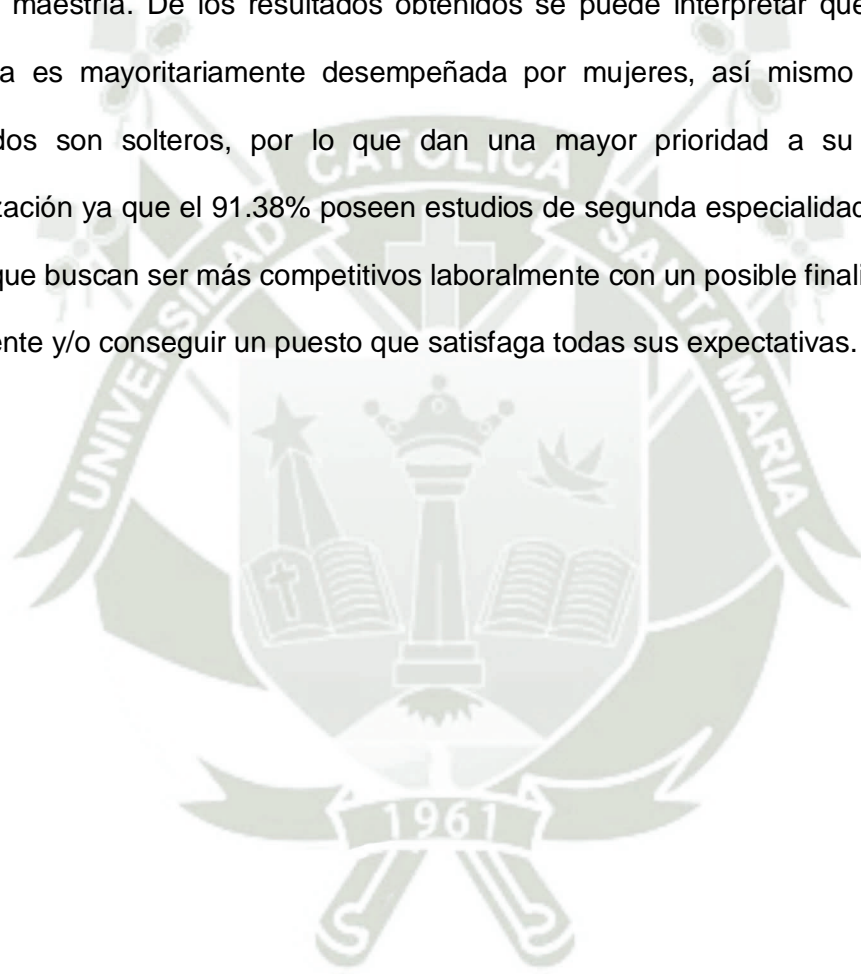 maestría. De los resultados obtenidos se puede interpretar que
a es mayoritariamente desempeñada por mujeres, así mismo
dos son solteros, por lo que dan una mayor prioridad a su
zación ya que el 91.38% poseen estudios de segunda especialidad
que buscan ser más competitivos laboralmente con un posible finali
ente y/o conseguir un puesto que satisfaga todas sus expectativas.
UNIVERSIDAD CATOLICA SANTA MARIA
1961